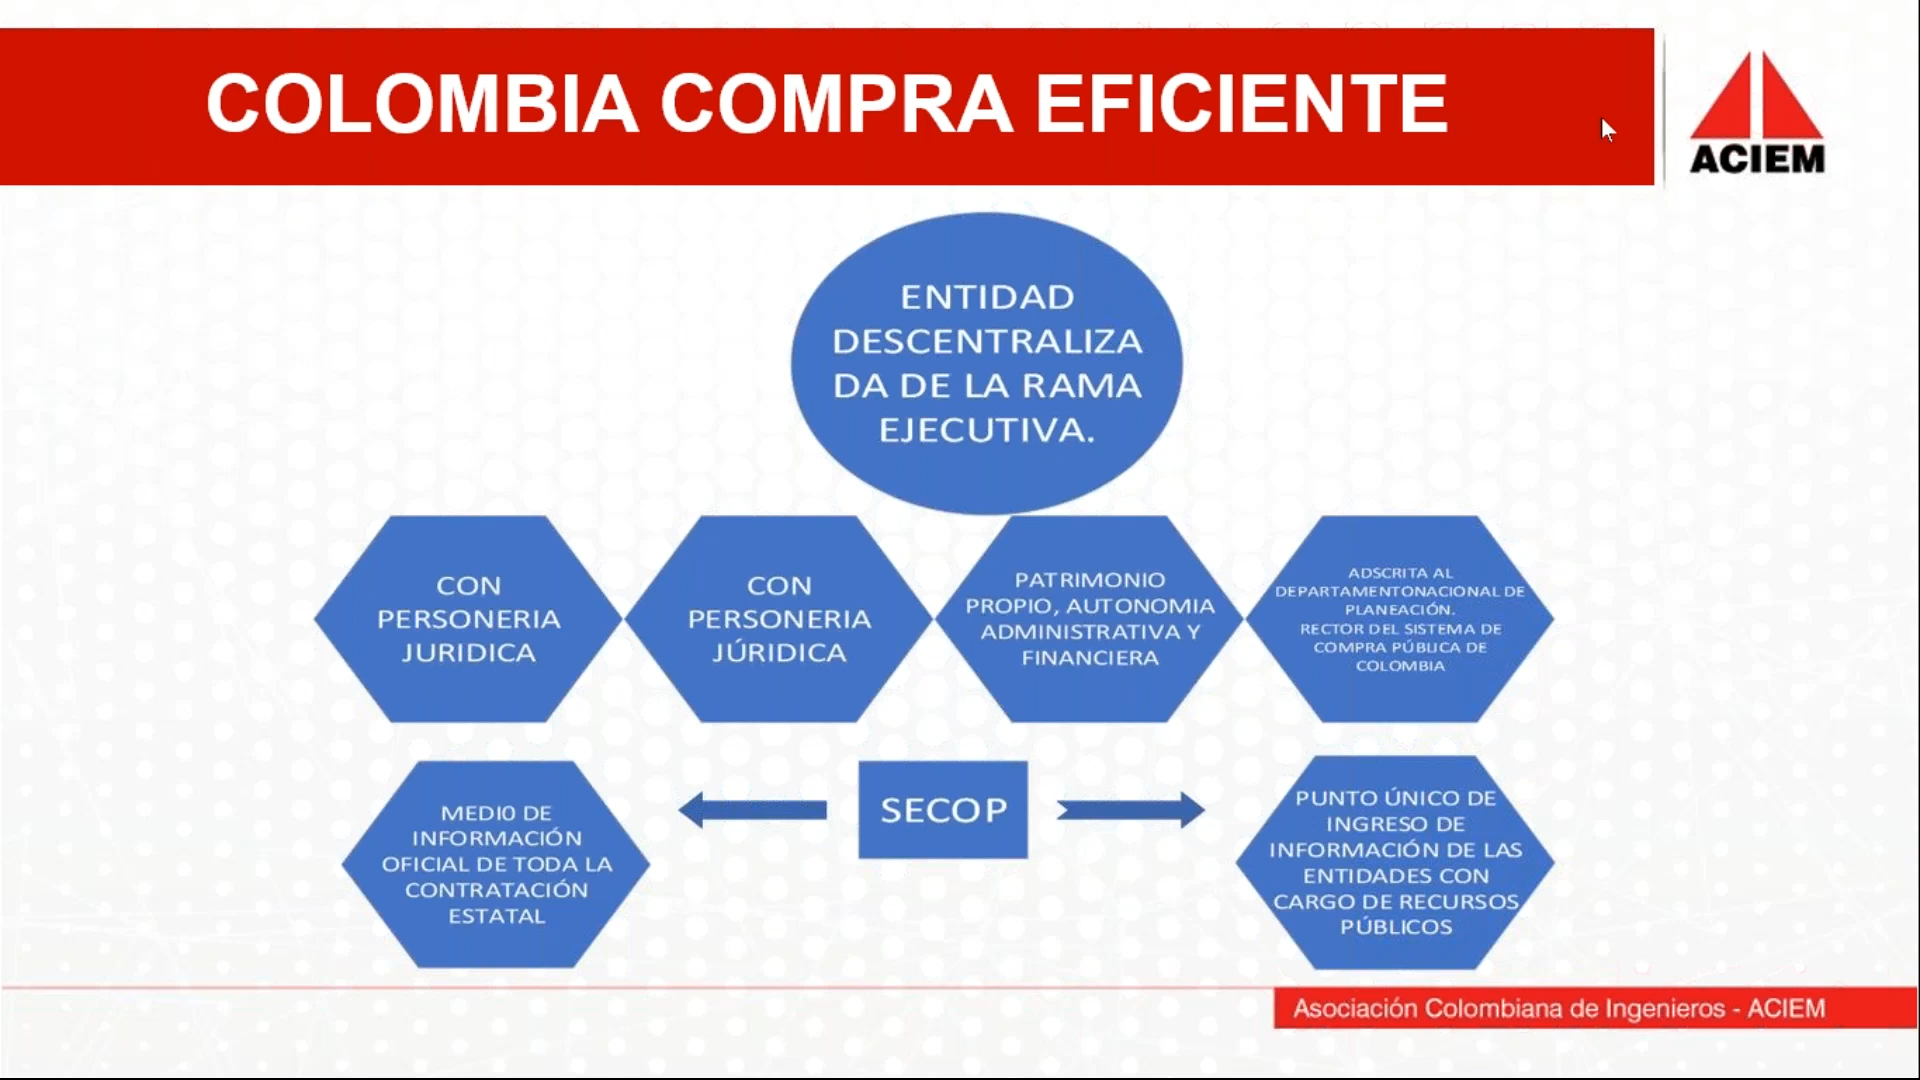 COLOMBIA COMPRA EFICIENTE
ACIEM
ENTIDAD
DESCENTRALIZA
DA DE LA RAMA
EJECUTIVA.
CON
PERSONERIA
JURIDICA
CON
PERSONERIA
JÚRIDICA
PATRIMONIO
PROPIO, AUTONOMIA
ADMINISTRATIVA Y
FINANCIERA
ADSCRITA AL
DEPARTAMENTONACIONAL DE
PLANEACIÓN.
RECTOR DEL SISTEMA DE
COMPRA PÚBLICA DE
COLOMBIA
MEDI0 DE
INFORMACIÓN
OFICIAL DE TODA LA
CONTRATACIÓN
ESTATAL
SECOP
PUNTO ÚNICO DE
INGRESO DE
INFORMACIÓN DE LAS
ENTIDADES CON
CARGO DE RECURSOS
PÚBLICOS
Asociación Colombiana de Ingenieros - ACIEM